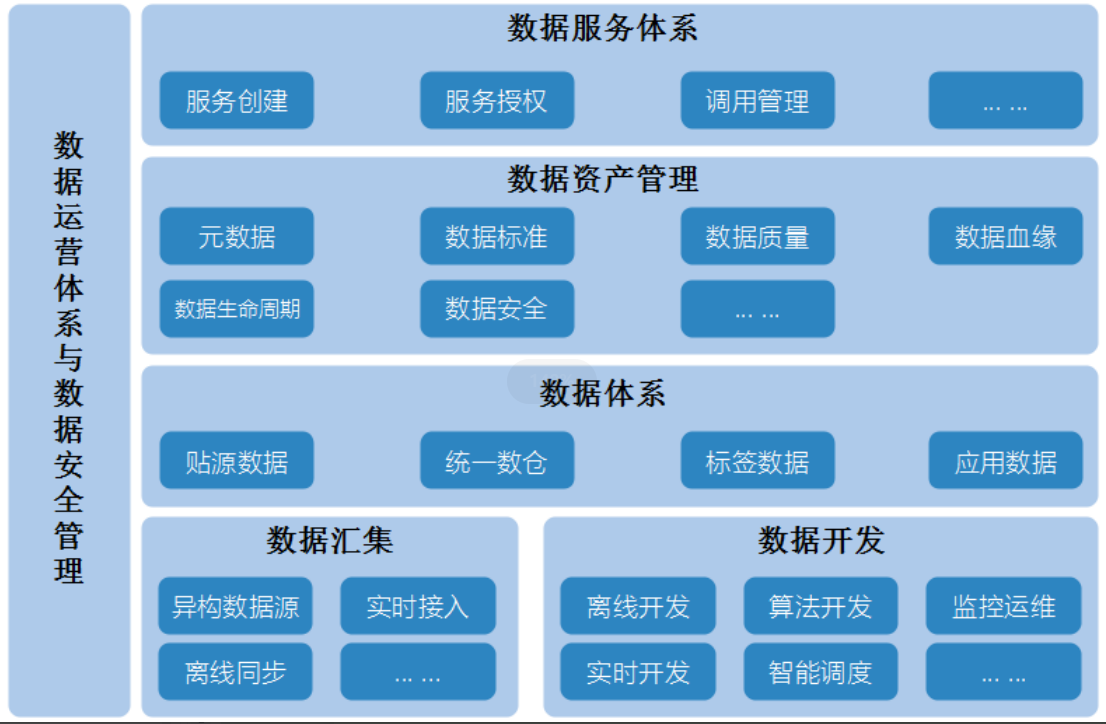 数据运营体系与数据安全管理
数据服务体系
服务创建
服务授权
调用管理
... ...
数据资产管理
元数据
数据标准
数据质量
数据血缘
数据生命周期
数据安全
... ...
数据体系
贴源数据
统一数仓
标签数据
应用数据
数据汇集
异构数据源
实时接入
离线同步
... ...
数据开发
离线开发
算法开发
监控运维
实时开发
智能调度
... ...